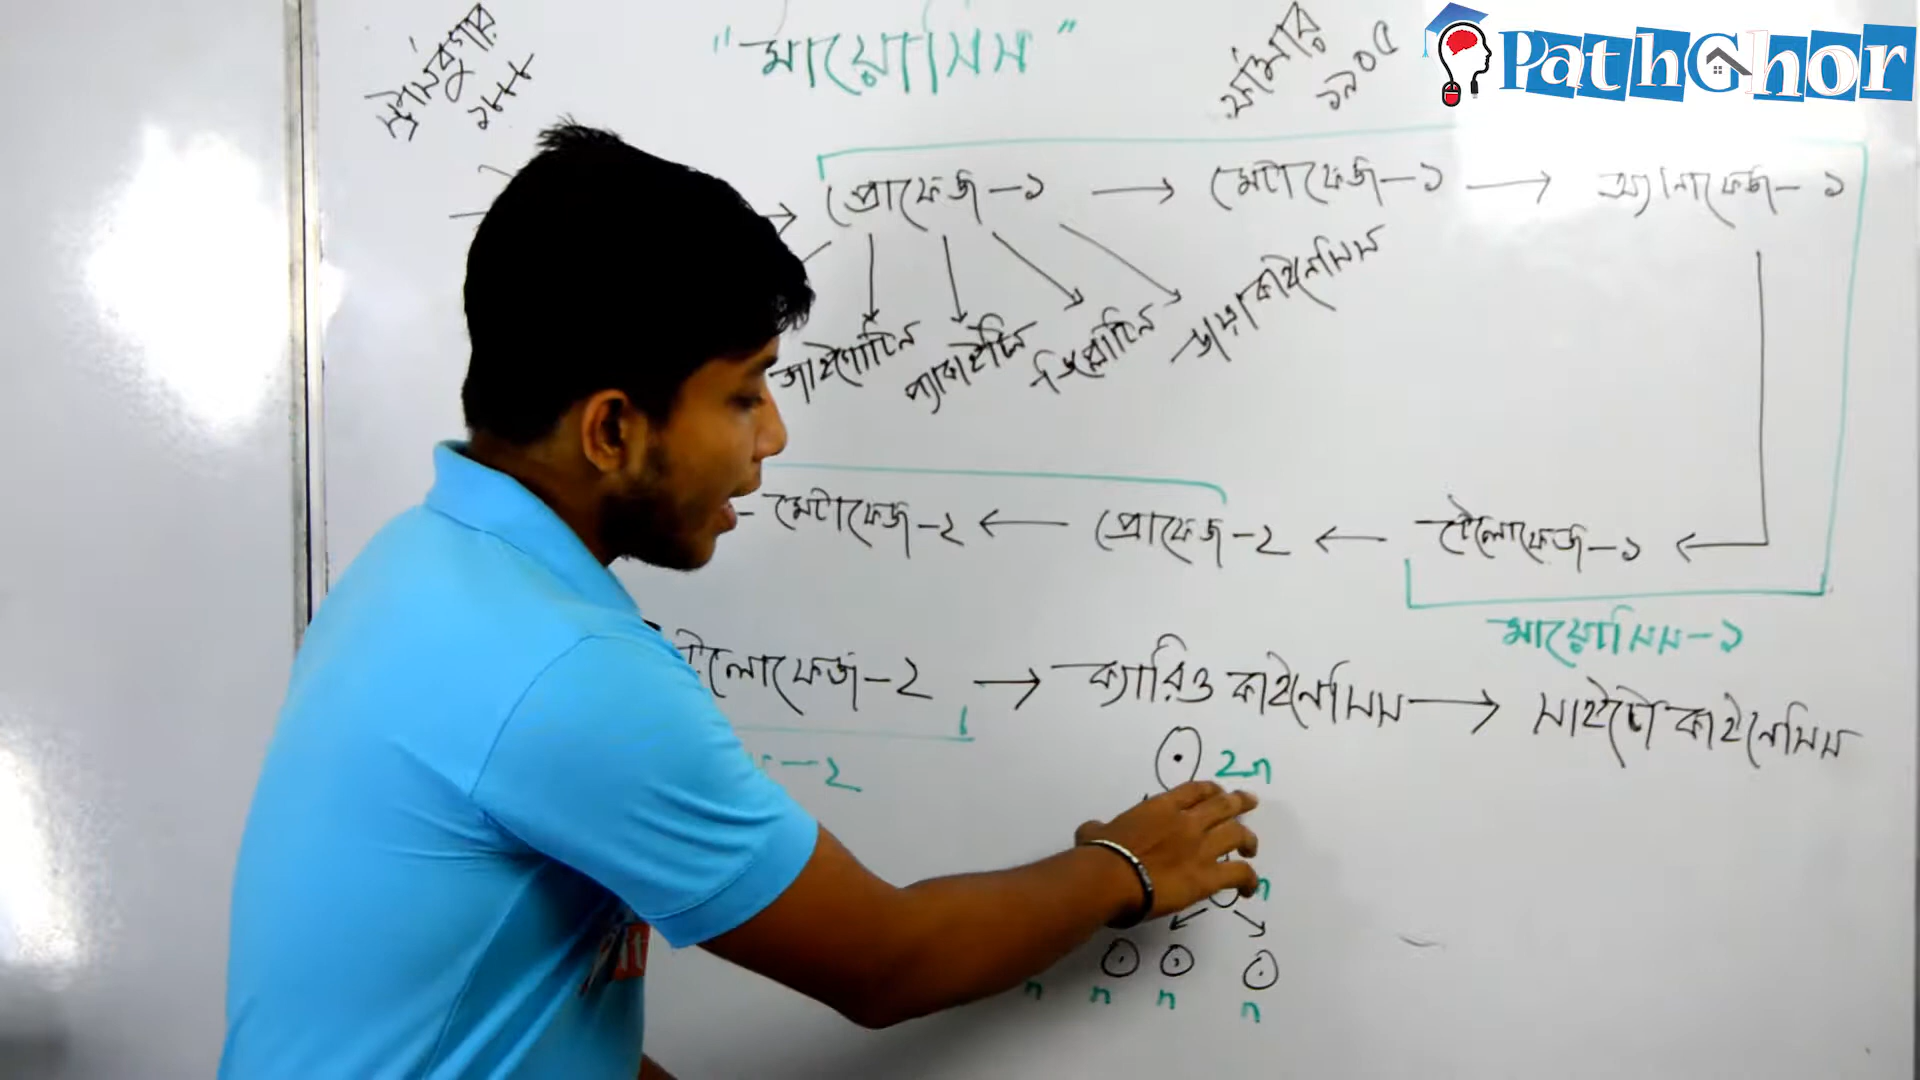 "মায়োসিস"
স্ট্রাসবুর্গার
১৮৮৮
ফার্মার
১৯০৫
PathGhor
প্রোফেজ-১ → মেটাফেজ-১ → অ্যানাফেজ-১
জাইগোটিন
প্যাকাইটিন
ডিপ্লোটিন
ডায়াকাইনেসিস
মেটাফেজ-২ ← প্রোফেজ-২ ← টেলোফেজ-১
মায়োসিস-১
টেলোফেজ-২ → ক্যারিও কাইনেসিস → সাইটো কাইনেসিস
-২
2n
n
n n n n